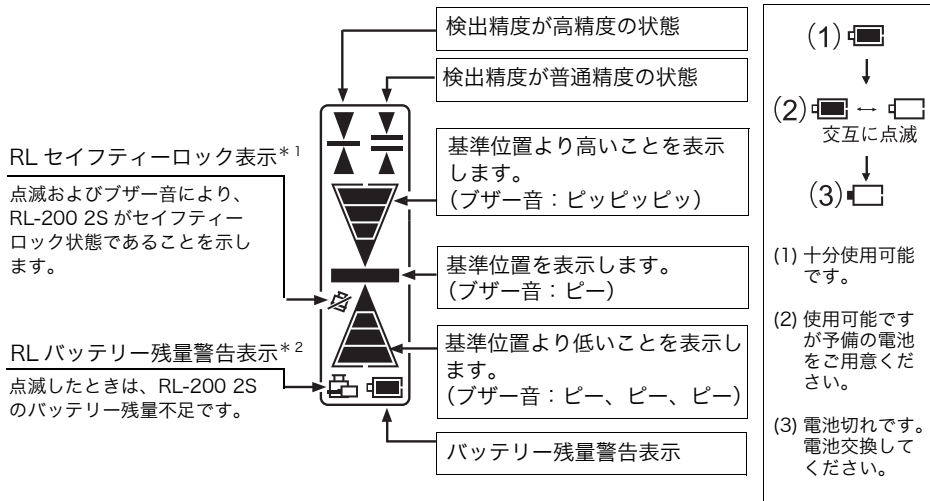 検出精度が高精度の状態
検出精度が普通精度の状態
RL セイフティーロック表示＊1
点滅およびブザー音により、
RL-200 2S がセイフティー
ロック状態であることを示し
ます。
基準位置より高いことを表示
します。
（ブザー音：ピッピッピッ）
基準位置を表示します。
（ブザー音：ピー）
RL バッテリー残量警告表示＊2
点滅したときは、RL-200 2S
のバッテリー残量不足です。
基準位置より低いことを表示し
ます。
（ブザー音：ピー、ピー、ピー）
バッテリー残量警告表示
(1)
(2)
交互に点滅
(3)
(1) 十分使用可能
です。
(2) 使用可能です
が予備の電池
をご用意くだ
さい。
(3) 電池切れです。
電池交換して
ください。